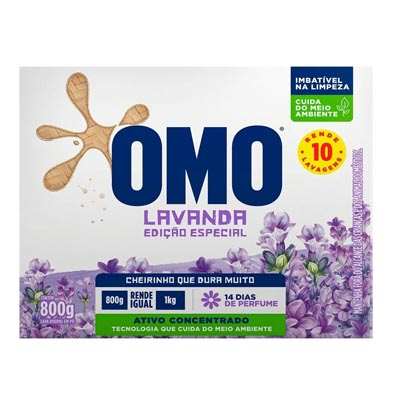 IMBATÍVEL
NA LIMPEZA
CUIDA
DO MEIO
AMBIENTE
OMO
RENDE
10
LAVAGENS
LAVANDA
EDIÇÃO ESPECIAL
CHEIRINHO QUE DURA MUITO
800g
RENDE
IGUAL
1kg
14 DIAS
DE PERFUME
ATIVO CONCENTRADO
TECNOLOGIA QUE CUIDA DO MEIO AMBIENTE
800g